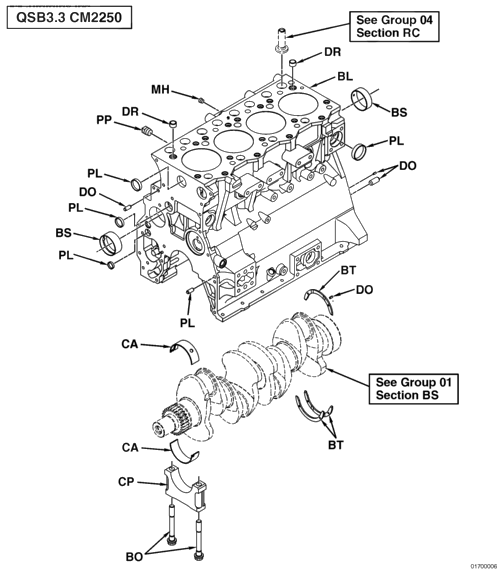 QSB3.3 CM2250
See Group 04
Section RC
DR
BL
MH
BS
DR
PP
PL
PL
DO
DO
PL
BS
PL
BT
DO
PL
CA
See Group 01
Section BS
CA
BT
CP
BO
01700006